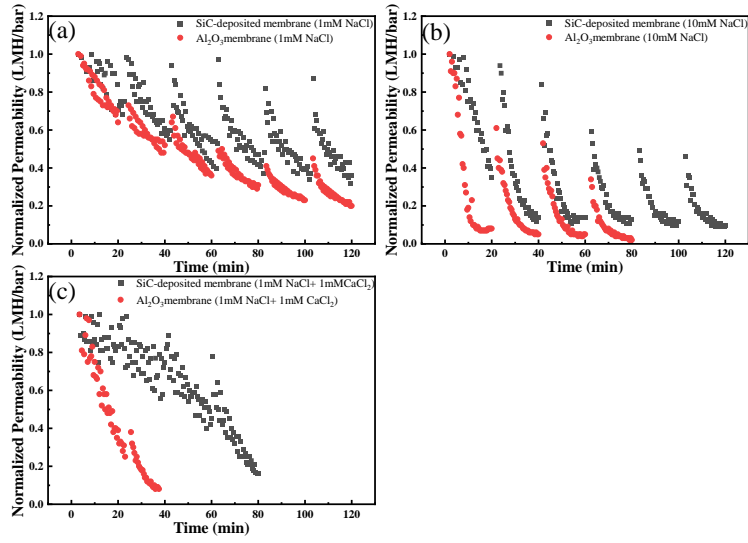 (a)
SiC-deposited membrane (1mM NaCl)
Al₂O₃membrane (1mM NaCl)
Normalized Permeability (LMH/bar)
1.2
1.0
0.8
0.6
0.4
0.2
0.0
0 20 40 60 80 100 120
Time (min)
(b)
SiC-deposited membrane (10mM NaCl)
Al₂O₃membrane (10mM NaCl)
Normalized Permeability (LMH/bar)
1.2
1.0
0.8
0.6
0.4
0.2
0.0
0 20 40 60 80 100 120
Time (min)
(c)
SiC-deposited membrane (1mM NaCl+ 1mMCaCl₂)
Al₂O₃membrane (1mM NaCl+ 1mM CaCl₂)
Normalized Permeability (LMH/bar)
1.2
1.0
0.8
0.6
0.4
0.2
0.0
0 20 40 60 80 100 120
Time (min)